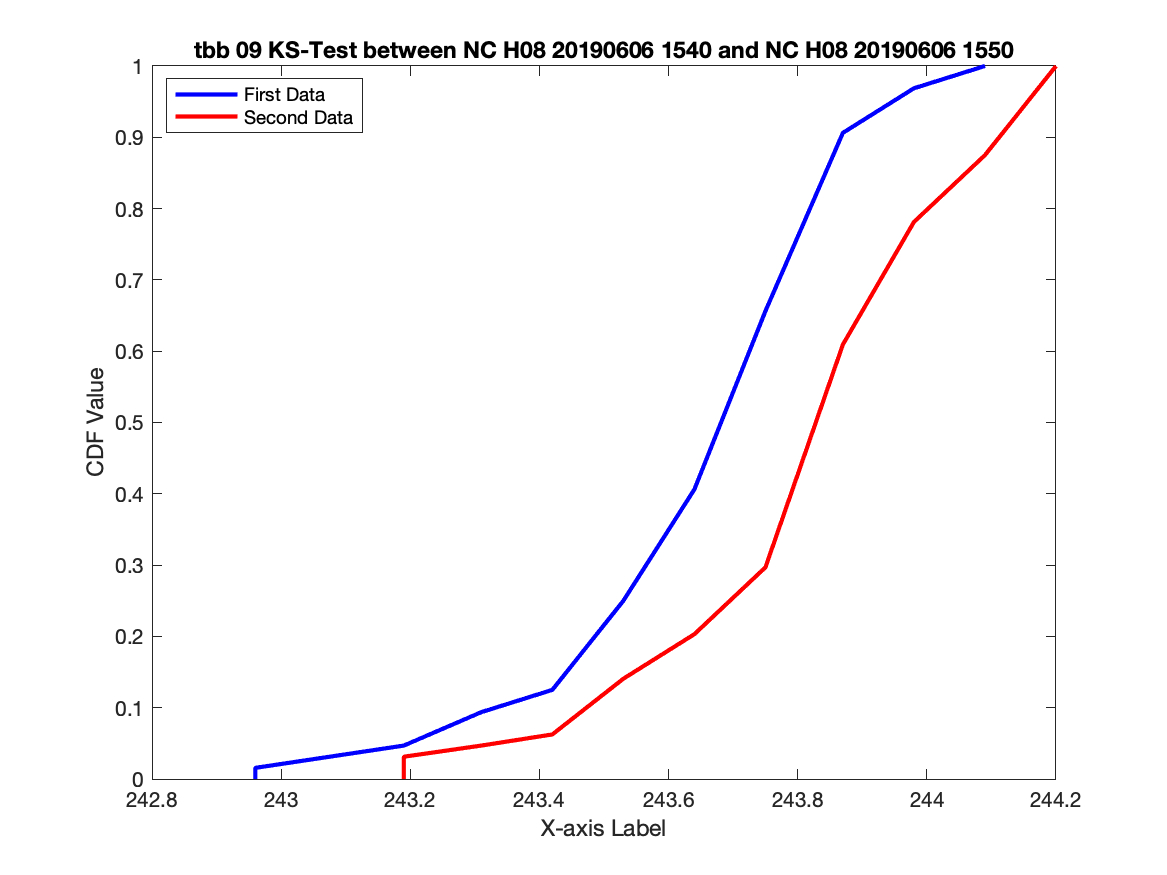 tbb 09 KS-Test between NC H08 20190606 1540 and NC H08 20190606 1550
First Data
Second Data
1
0.9
0.8
0.7
0.6
0.5
0.4
0.3
0.2
0.1
0
CDF Value
242.8 243 243.2 243.4 243.6 243.8 244 244.2
X-axis Label